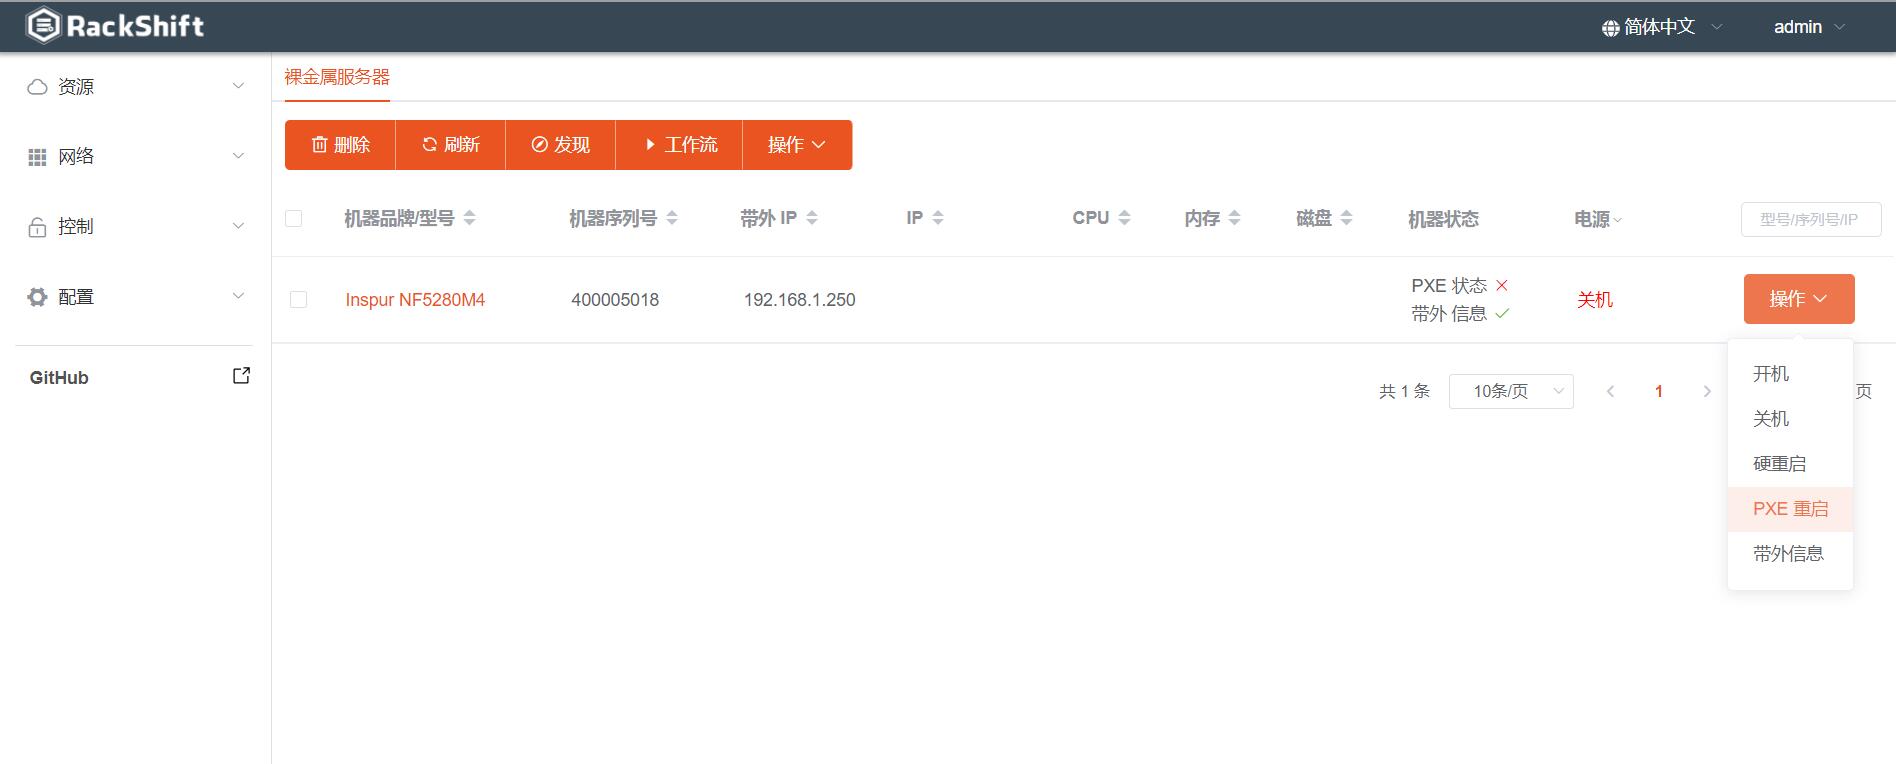 RackShift
简体中文
admin
资源
网络
控制
配置
GitHub
裸金属服务器
删除 刷新 发现 工作流 操作
机器品牌/型号 机器序列号 带外 IP IP CPU 内存 磁盘 机器状态 电源 型号/序列号/IP
Inspur NF5280M4 400005018 192.168.1.250 PXE 状态 关机 操作
带外 信息
共 1 条 10条/页 1 页
开机
关机
硬重启
PXE 重启
带外信息